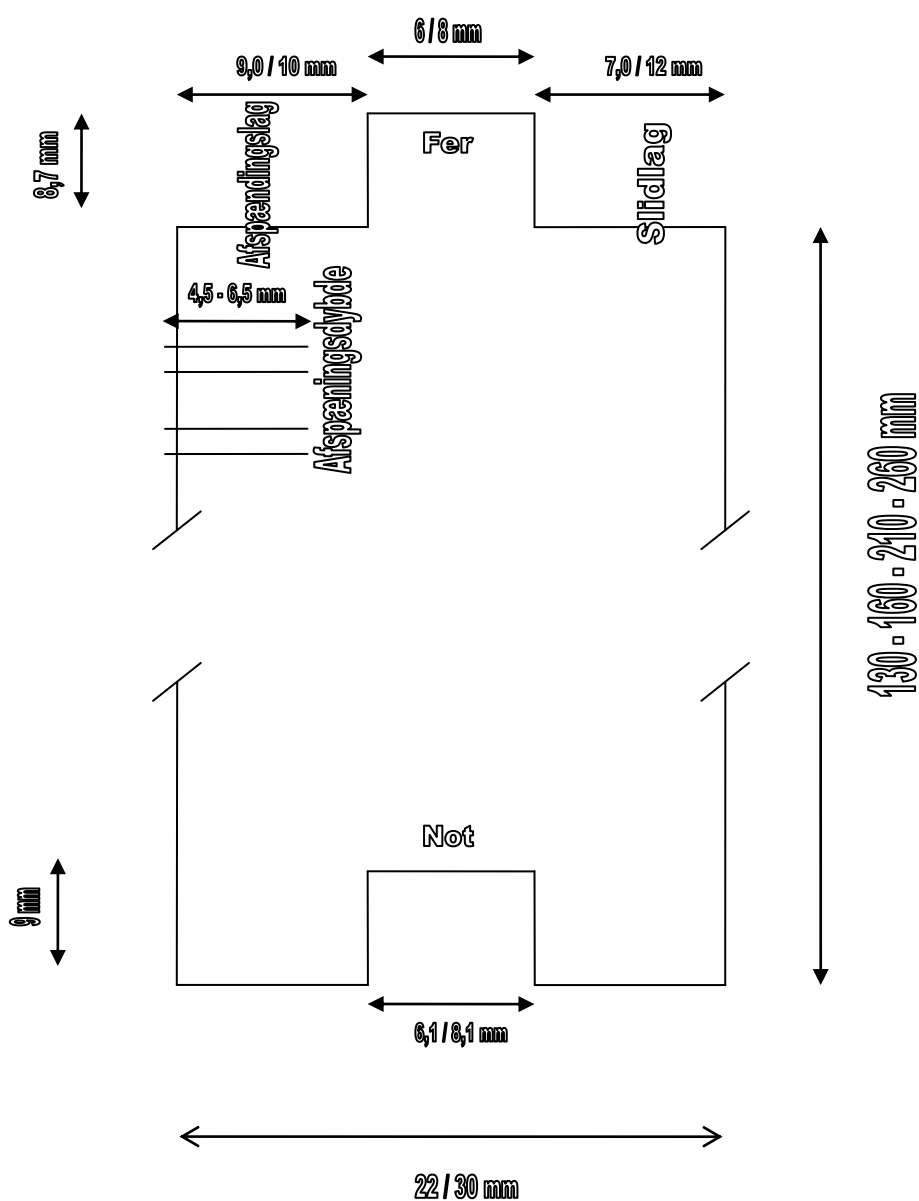 6 / 8 mm
9,0 / 10 mm
7,0 / 12 mm
8,7 mm
Afspændingslag
Fer
Slidlag
4,5 - 6,5 mm
Afspæningsdybde
130 - 160 - 210 - 260 mm
Not
9 mm
6,1 / 8,1 mm
22 / 30 mm